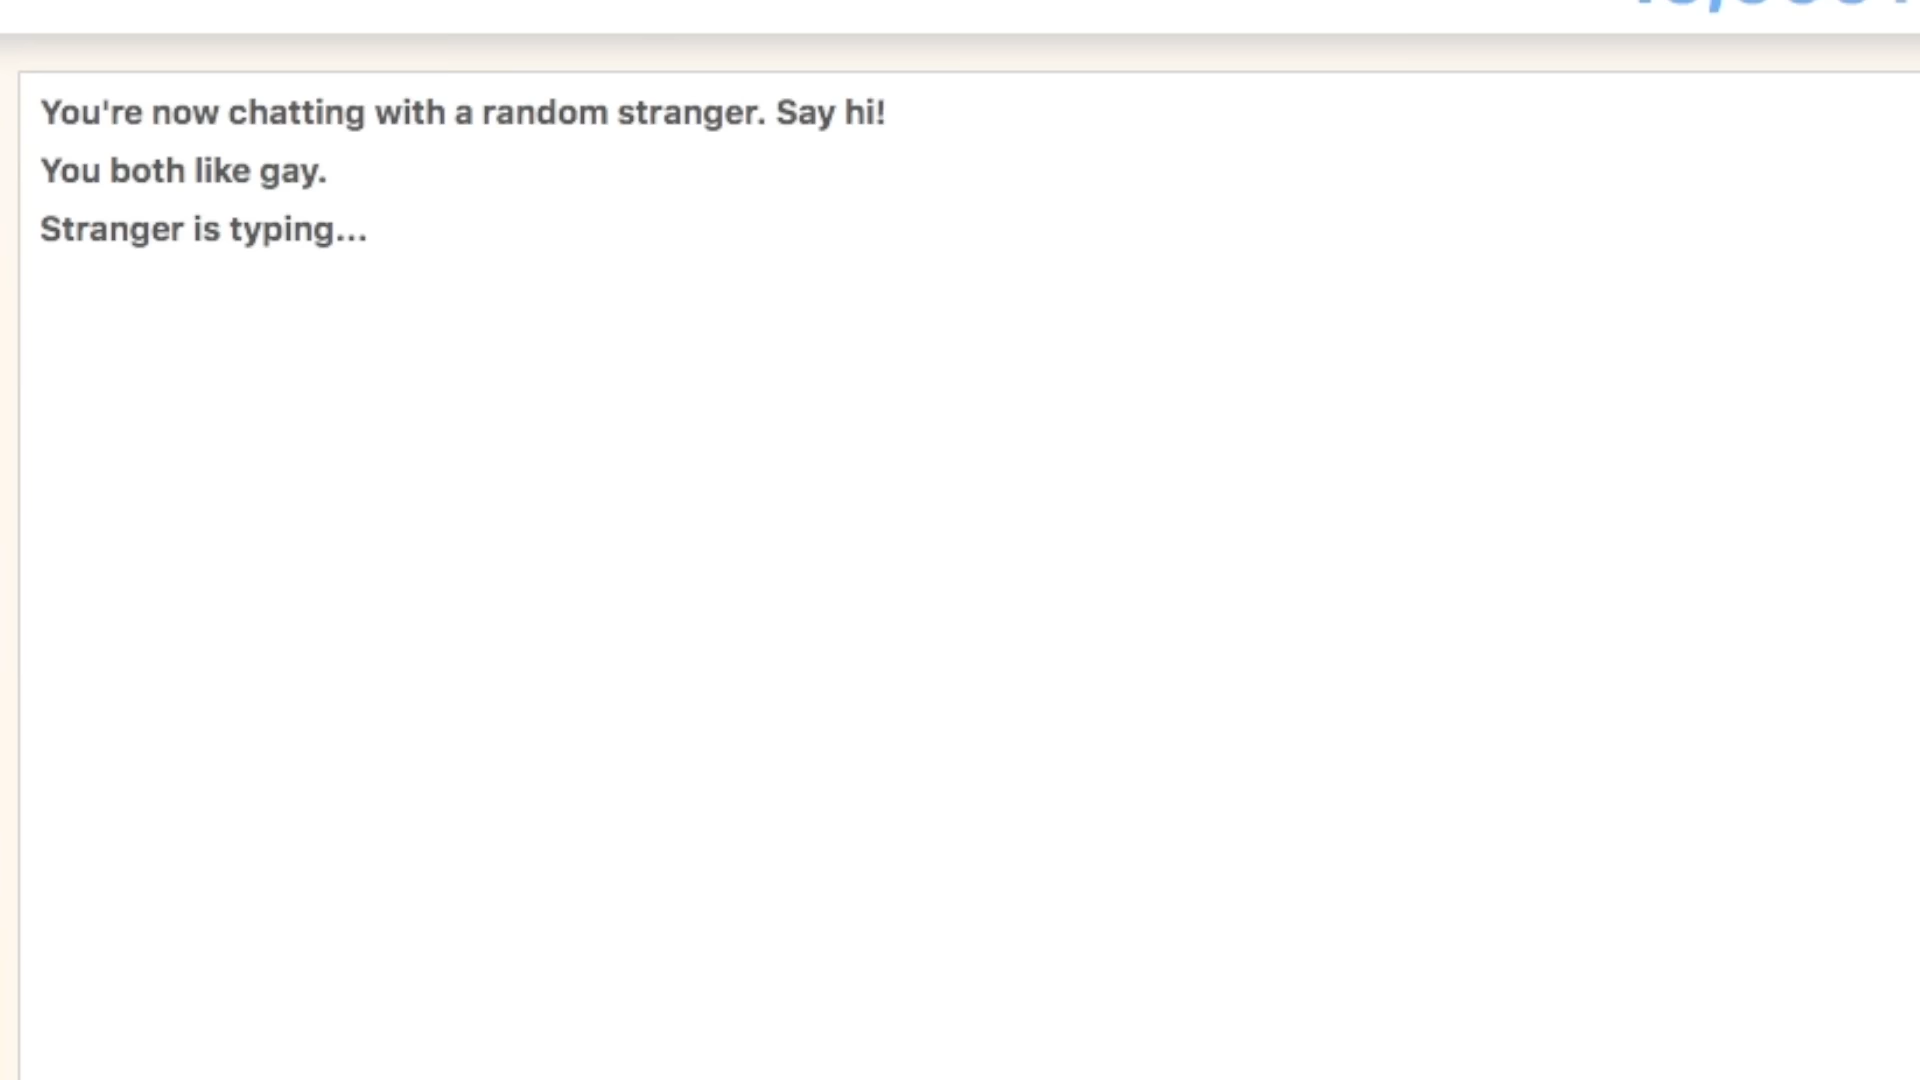 You're now chatting with a random stranger. Say hi!
You both like gay.
Stranger is typing...